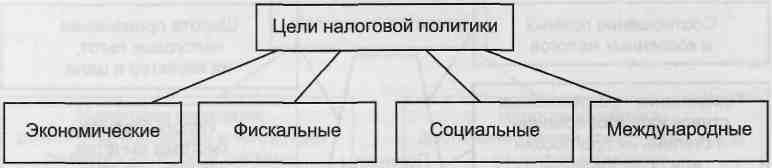 Цели налоговой политики
Экономические
Фискальные
Социальные
Международные